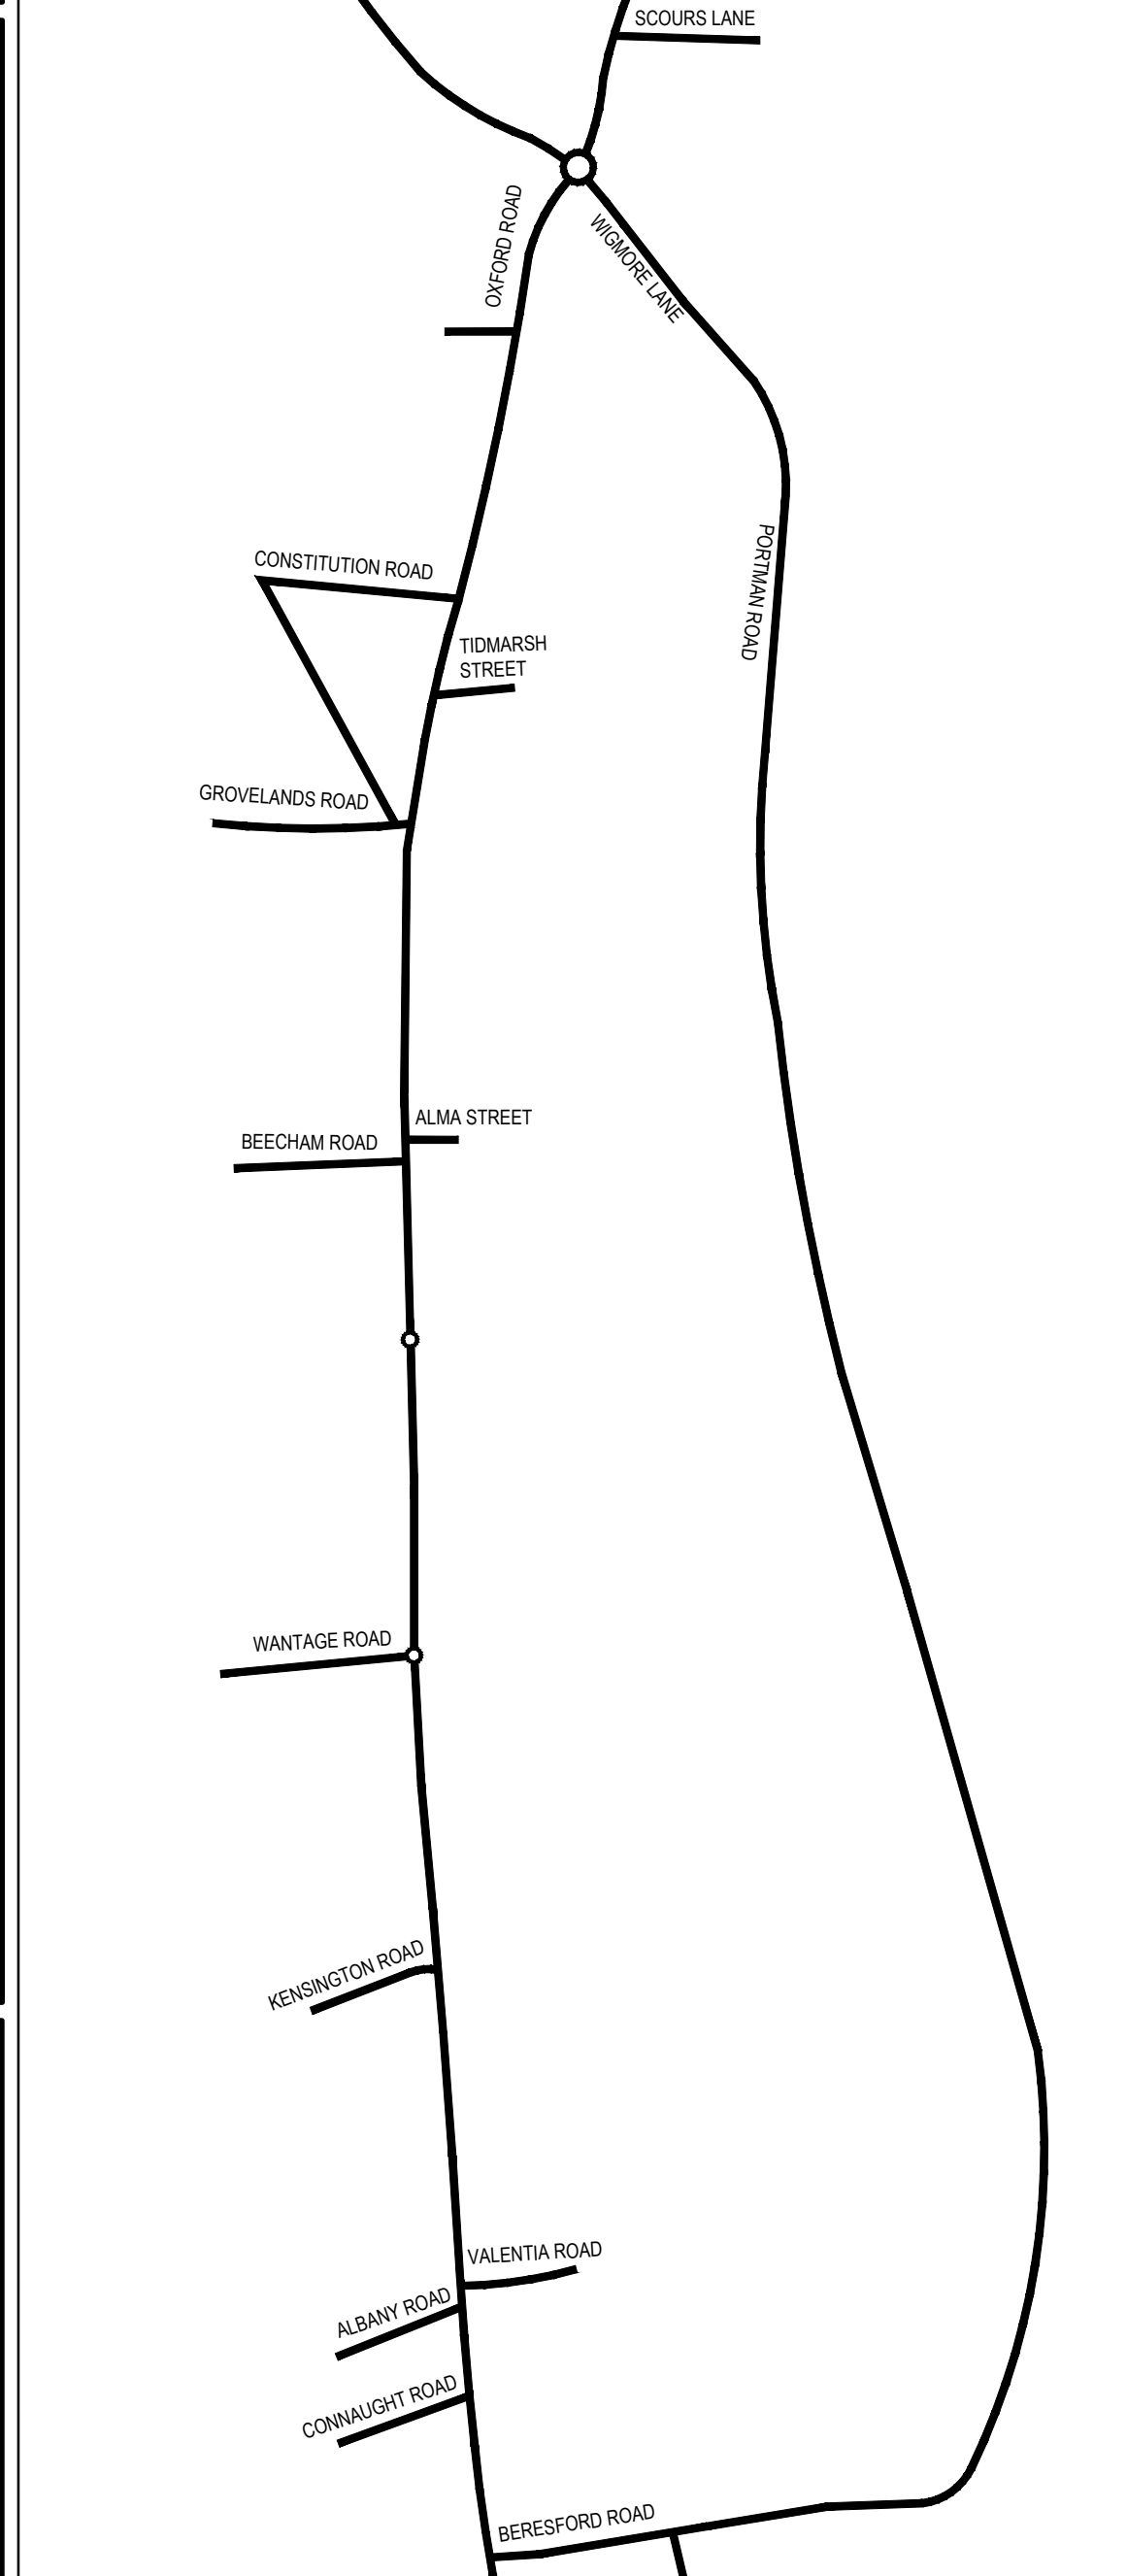 SCOURS LANE
OXFORD ROAD
WIGMORE LANE
PORTMAN ROAD
CONSTITUTION ROAD
TIDMARSH
STREET
GROVELANDS ROAD
ALMA STREET
BEECHAM ROAD
WANTAGE ROAD
KENSINGTON ROAD
VALENTIA ROAD
ALBANY ROAD
CONNAUGHT ROAD
BERESFORD ROAD